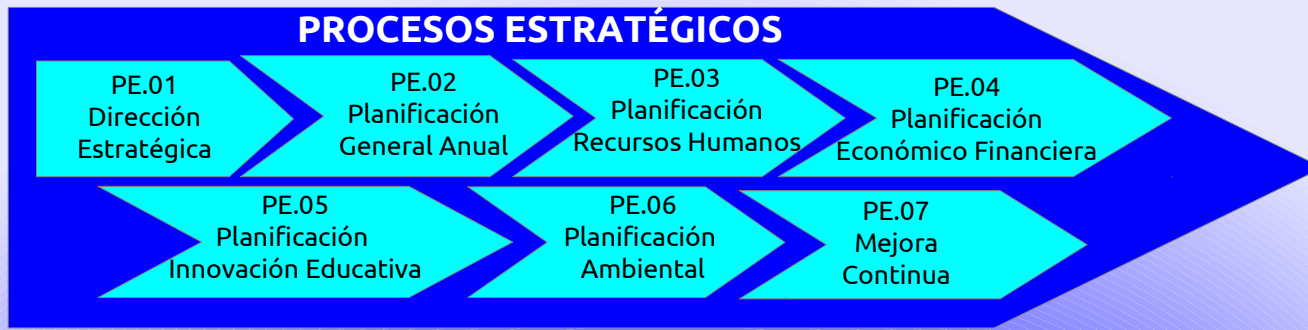 PROCESOS ESTRATÉGICOS
PE.01
Dirección
Estratégica
PE.02
Planificación
General Anual
PE.03
Planificación
Recursos Humanos
PE.04
Planificación
Económico Financiera
PE.05
Planificación
Innovación Educativa
PE.06
Planificación
Ambiental
PE.07
Mejora
Continua